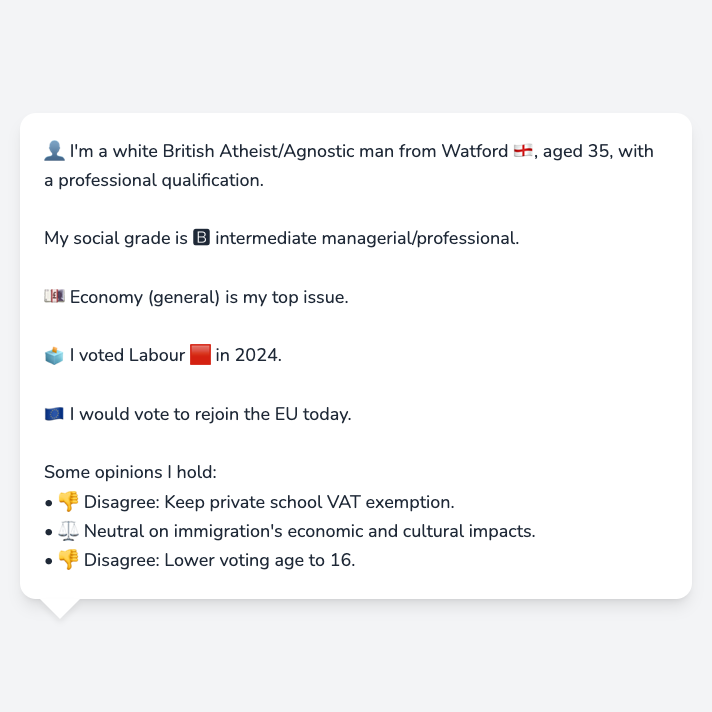 👤 I'm a white British Atheist/Agnostic man from Watford 🏴󠁧󠁢󠁥󠁮󠁧󠁿, aged 35, with
a professional qualification.
My social grade is 🅱 intermediate managerial/professional.
💷 Economy (general) is my top issue.
🗳️ I voted Labour 🟥 in 2024.
🇪🇺 I would vote to rejoin the EU today.
Some opinions I hold:
• 👎 Disagree: Keep private school VAT exemption.
• ⚖️ Neutral on immigration's economic and cultural impacts.
• 👎 Disagree: Lower voting age to 16.